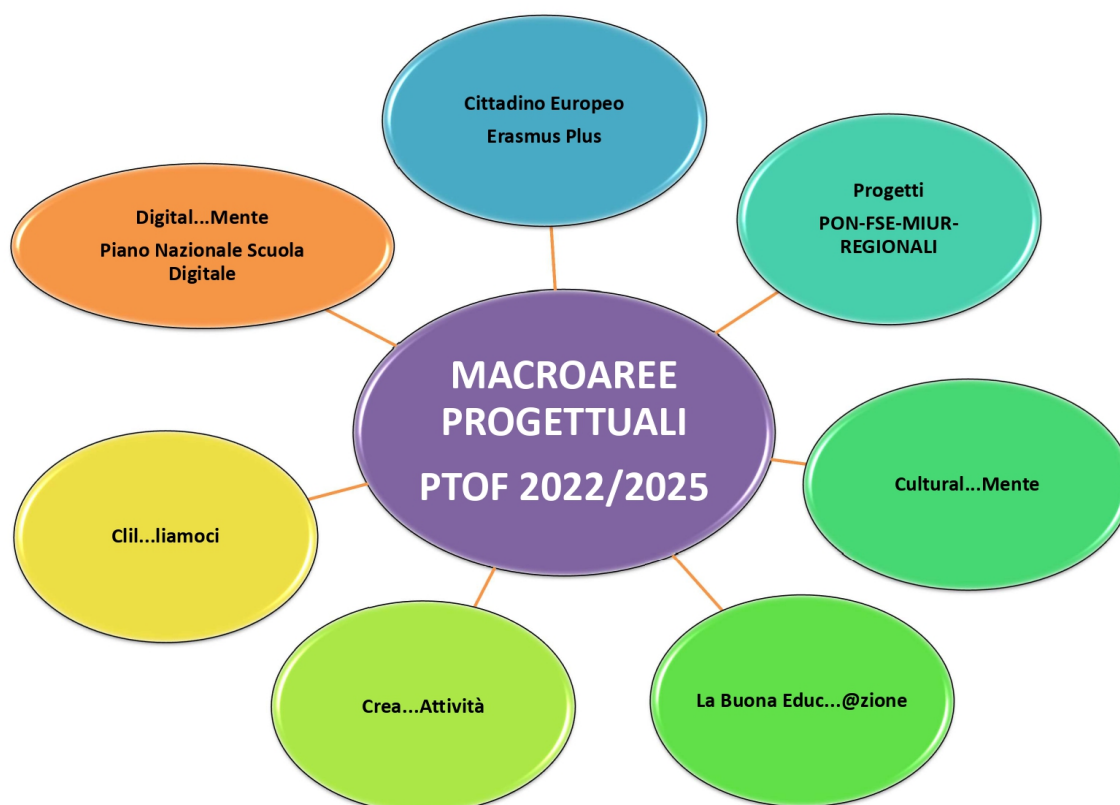 Cittadino Europeo
Erasmus Plus
Progetti
PON-FSE-MIUR-
REGIONALI
Digital...Mente
Piano Nazionale Scuola
Digitale
MACROAREE
PROGETTUALI
PTOF 2022/2025
Cultural...Mente
Clil...liamoci
La Buona Educ...@zione
Crea...Attività